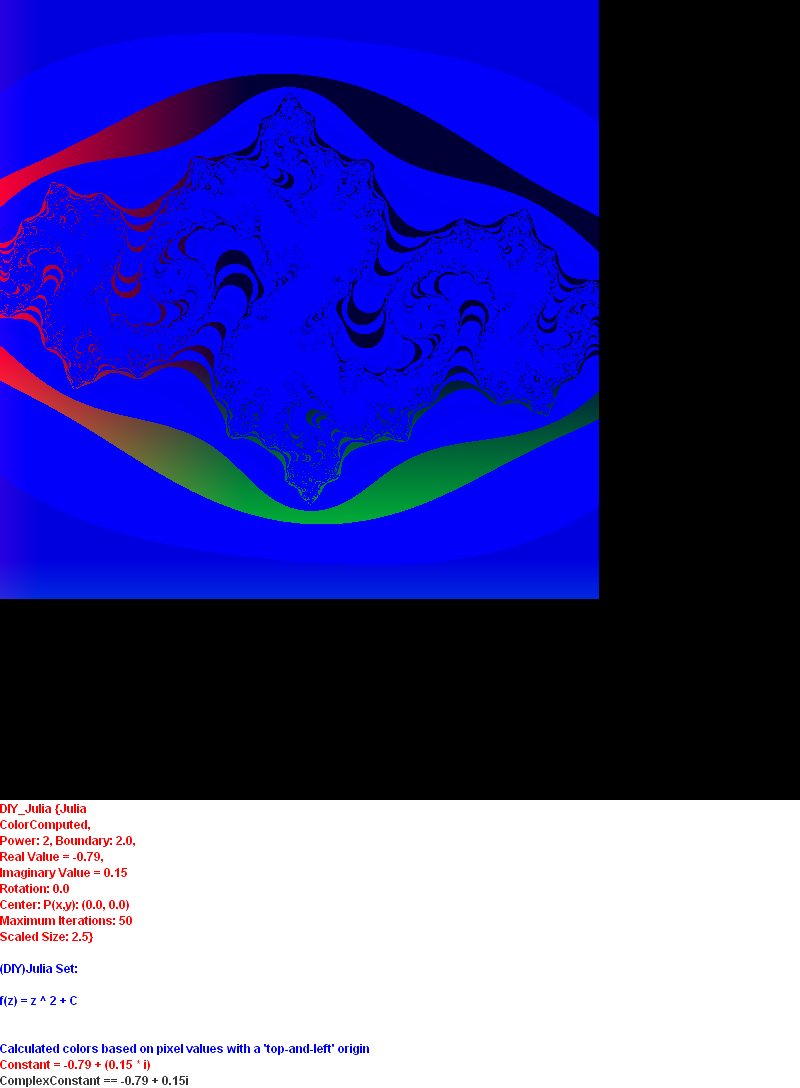 DIY_Julia {Julia
ColorComputed,
Power: 2, Boundary: 2.0,
Real Value = -0.79,
Imaginary Value = 0.15
Rotation: 0.0
Center: P(x,y): (0.0, 0.0)
Maximum Iterations: 50
Scaled Size: 2.5}
(DIY)Julia Set:
f(z) = z ^ 2 + C
Calculated colors based on pixel values with a 'top-and-left' origin
Constant = -0.79 + (0.15 * i)
ComplexConstant == -0.79 + 0.15i